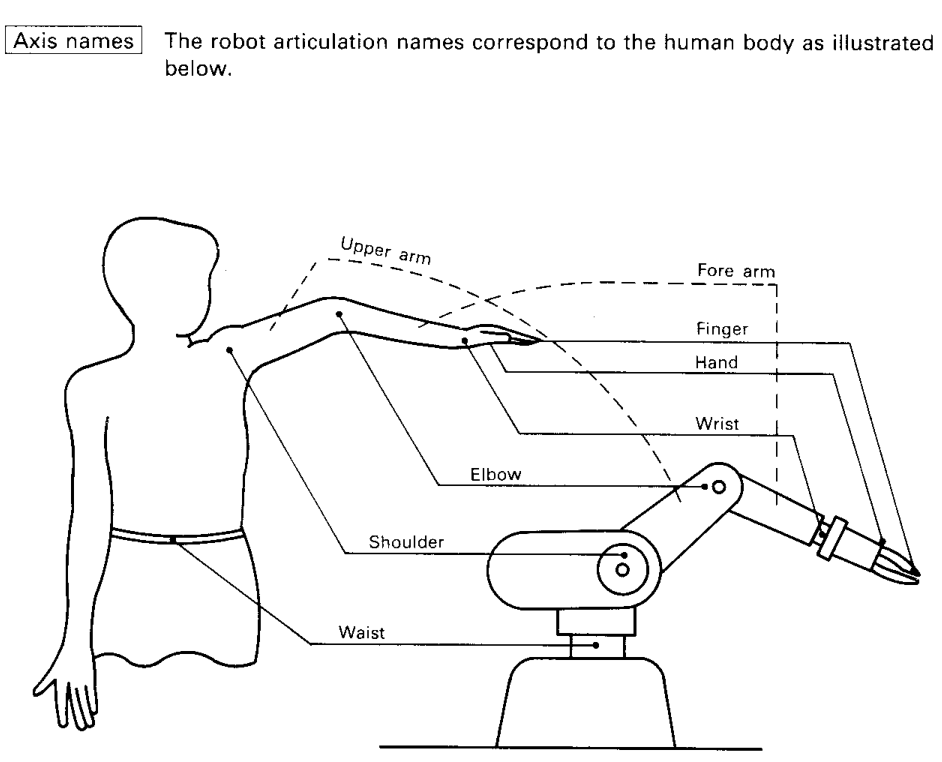 Axis names
The robot articulation names correspond to the human body as illustrated
below.
Upper arm
Fore arm
Finger
Hand
Wrist
Elbow
Shoulder
Waist